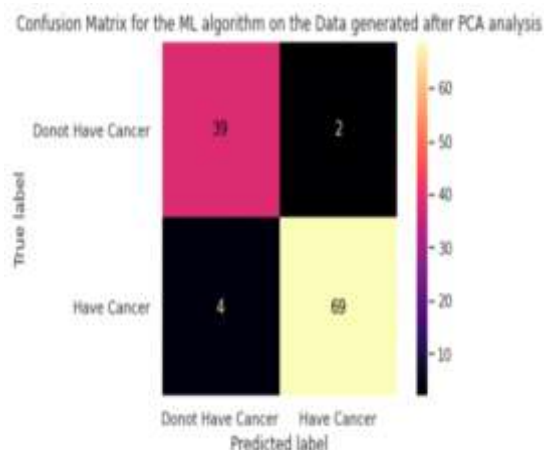 Confusion Matrix for the ML algorithm on the Data generated after PCA analysis
Donot Have Cancer
39
2
60
50
40
30
20
10
True label
Have Cancer
4
69
Donot Have Cancer
Have Cancer
Predicted label